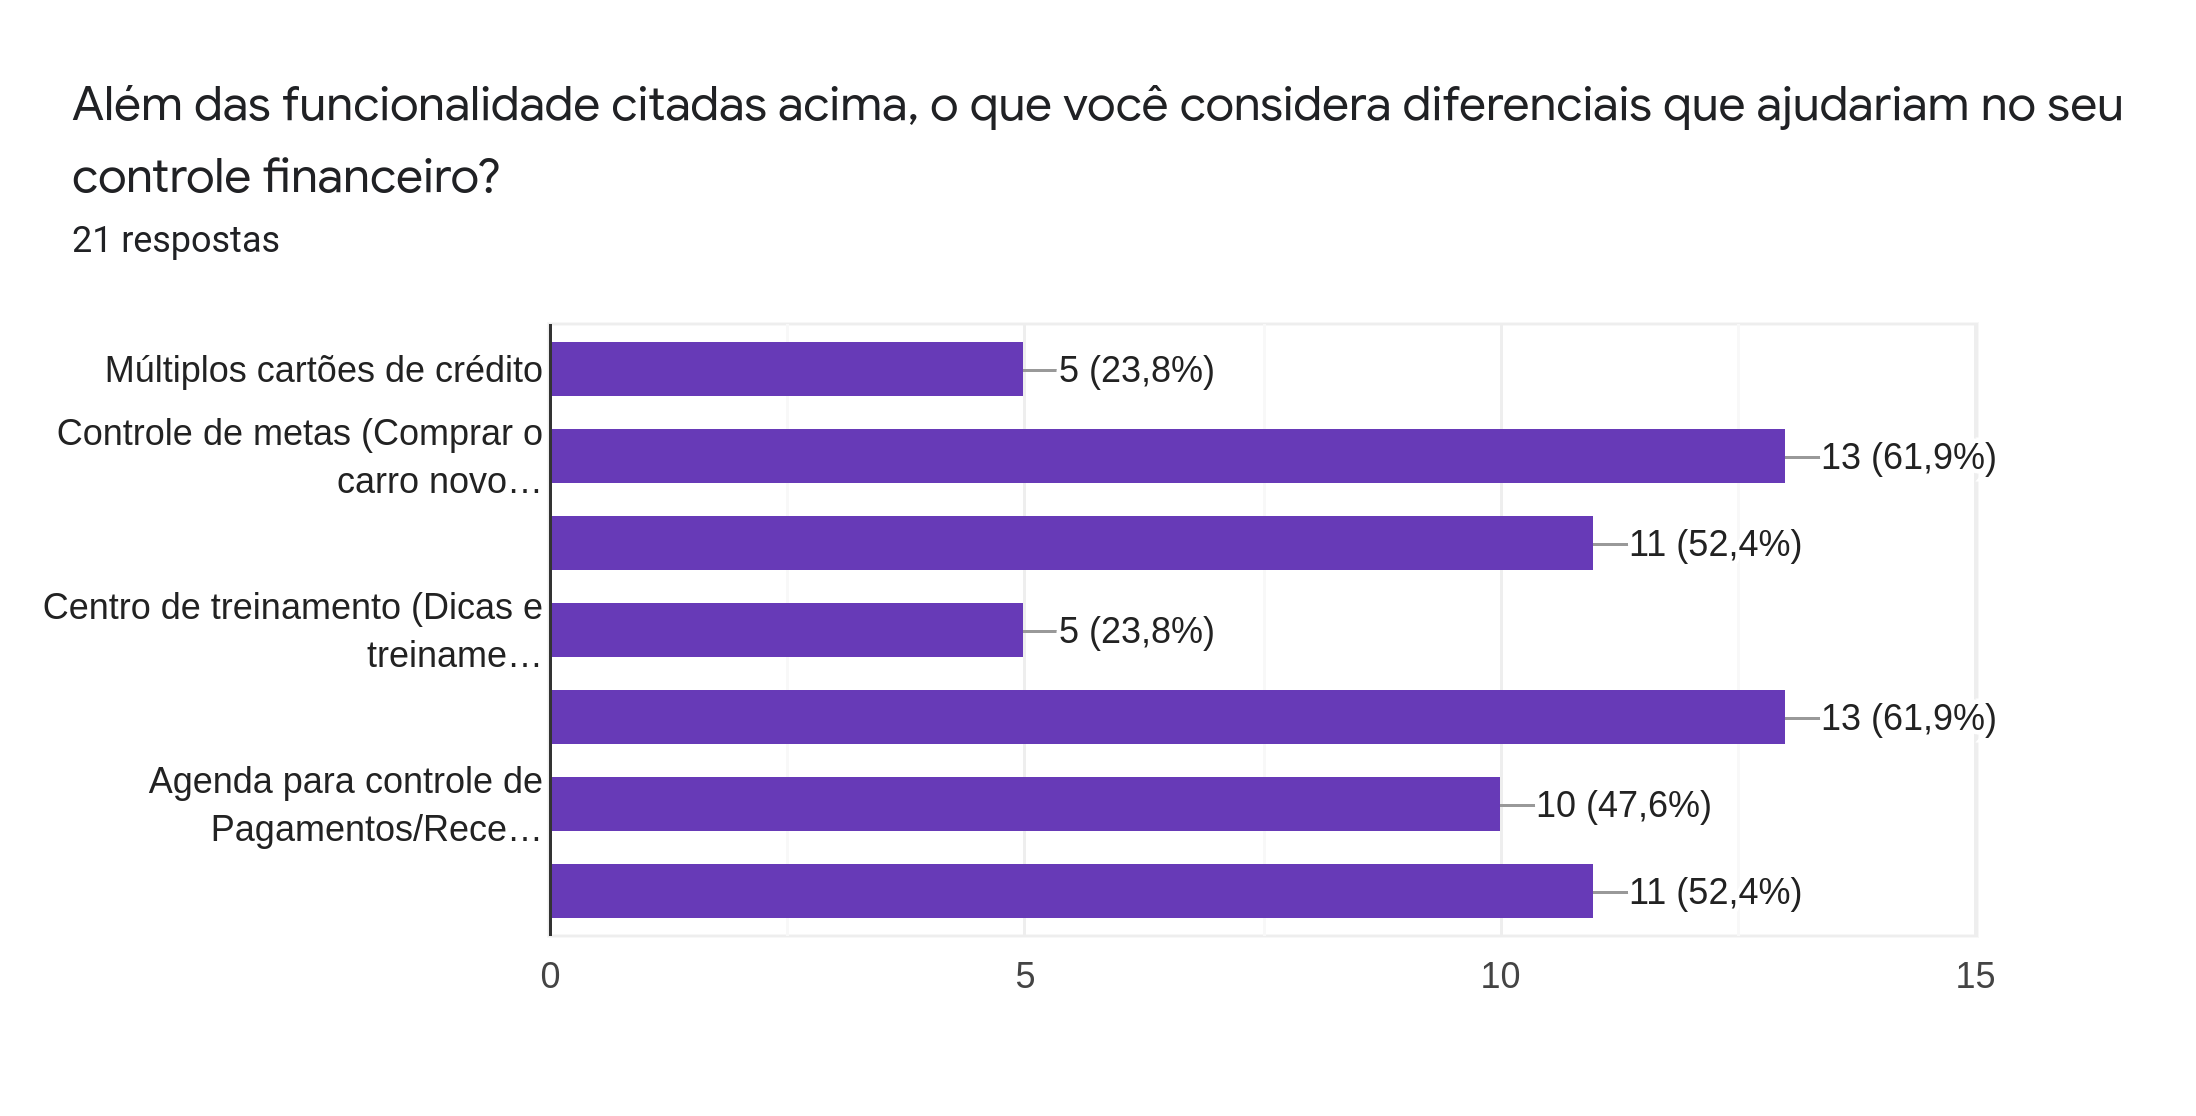 Além das funcionalidade citadas acima, o que você considera diferenciais que ajudariam no seu
controle financeiro?
21 respostas
Múltiplos cartões de crédito
5 (23,8%)
Controle de metas (Comprar o
carro novo…
13 (61,9%)
11 (52,4%)
Centro de treinamento (Dicas e
treiname…
5 (23,8%)
13 (61,9%)
Agenda para controle de
Pagamentos/Rece…
10 (47,6%)
11 (52,4%)
0
5
10
15